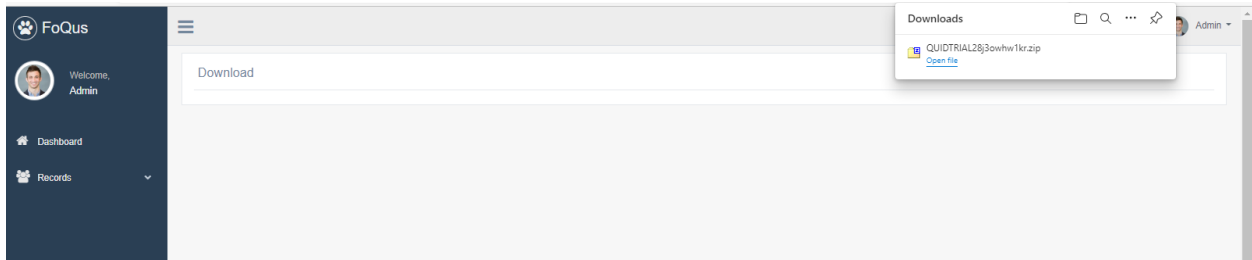 FoQus
Welcome,
Admin
Dashboard
Records
Download
Downloads
QUIDTRIAL28j3owhw1kr.zip
Open file
Admin